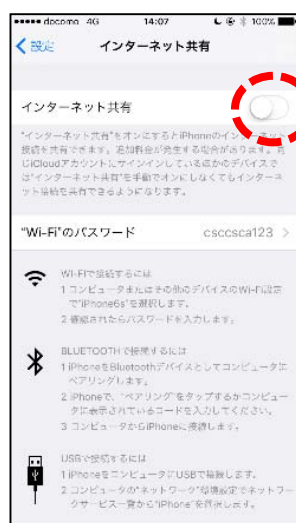 docomo 4G 14:07 100%
設定 インターネット共有
インターネット共有
"インターネット共有"をオンにするとiPhoneのインターネット
接続を共有できます。追加料金が発生する場合があります。同
じiCloudアカウントにサインインしているほかのデバイスで
は"インターネット共有"を手動でオンにしなくてもインターネ
ット接続を共有できるようになります。
"Wi-Fi"のパスワード csccsca123
WI-FIで接続するには
1 コンピュータまたはその他のデバイスのWi-Fi設定
で"iPhone6s"を選択します。
2 確認されたらパスワードを入力します。
BLUETOOTHで接続するには
1 iPhoneをBluetoothデバイスとしてコンピュータに
ペアリングします。
2 iPhoneで、"ペアリング"をタップするかコンピュー
タに表示されているコードを入力してください。
3 コンピュータからiPhoneに接続します。
USBで接続するには
1 iPhoneをコンピュータにUSBで接続します。
2 コンピュータの"ネットワーク"環境設定でネットワー
クサービス一覧から"iPhone"を選択します。